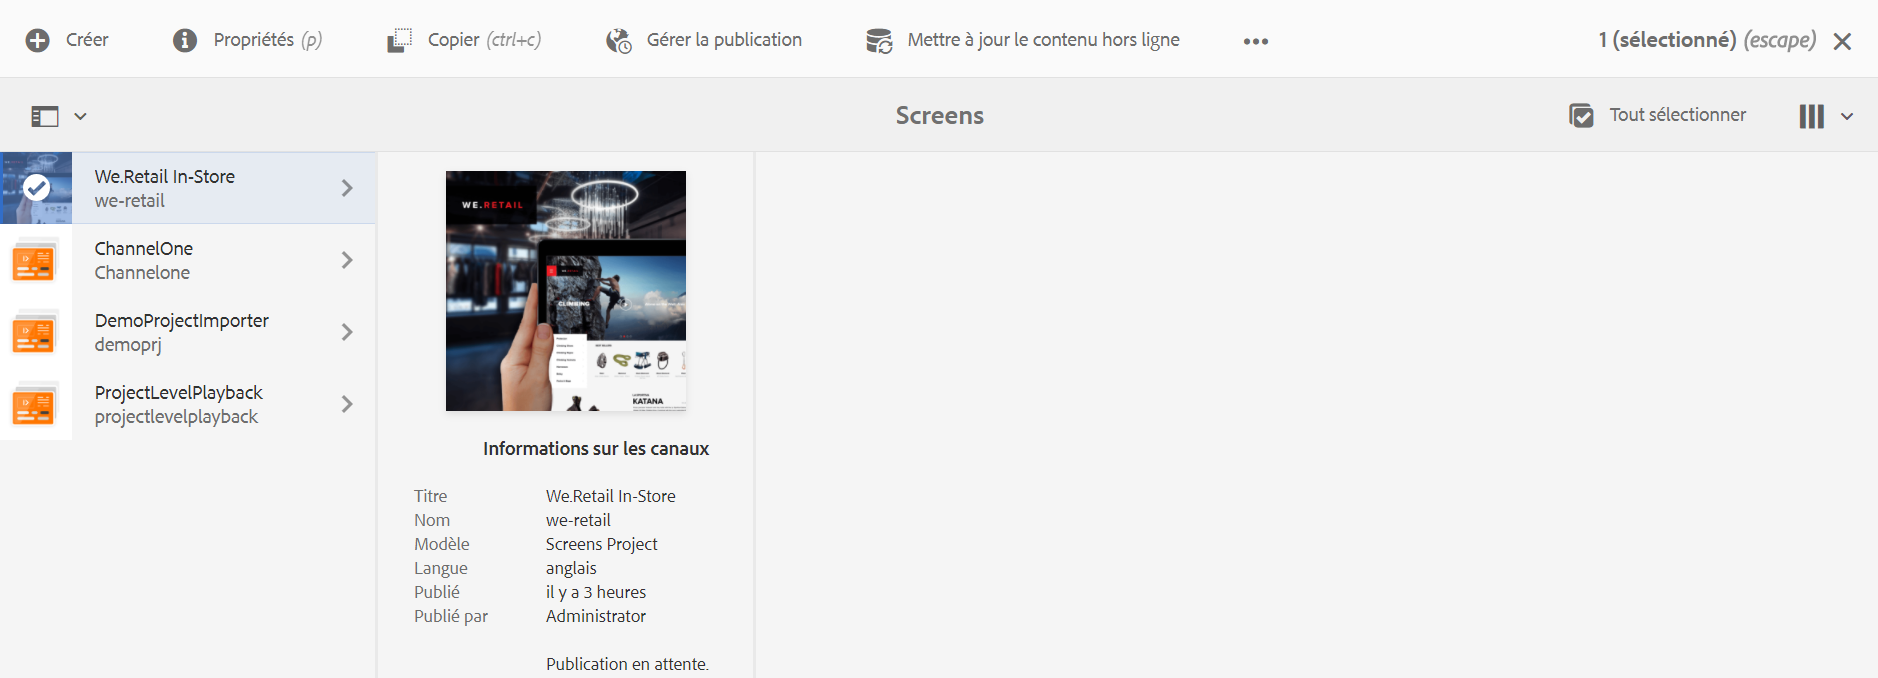 Créer Propriétés (p) Copier (ctrl+c) Gérer la publication Mettre à jour le contenu hors ligne 1 (sélectionné) (escape)
Screens Tout sélectionner
We.Retail In-Store
we-retail
ChannelOne
Channelone
DemoProjectImporter
demoprj
ProjectLevelPlayback
projectlevelplayback
WE.RETAIL
CLIMBING
KATANA
Informations sur les canaux
Titre We.Retail In-Store
Nom we-retail
Modèle Screens Project
Langue anglais
Publié il y a 3 heures
Publié par Administrator
Publication en attente.